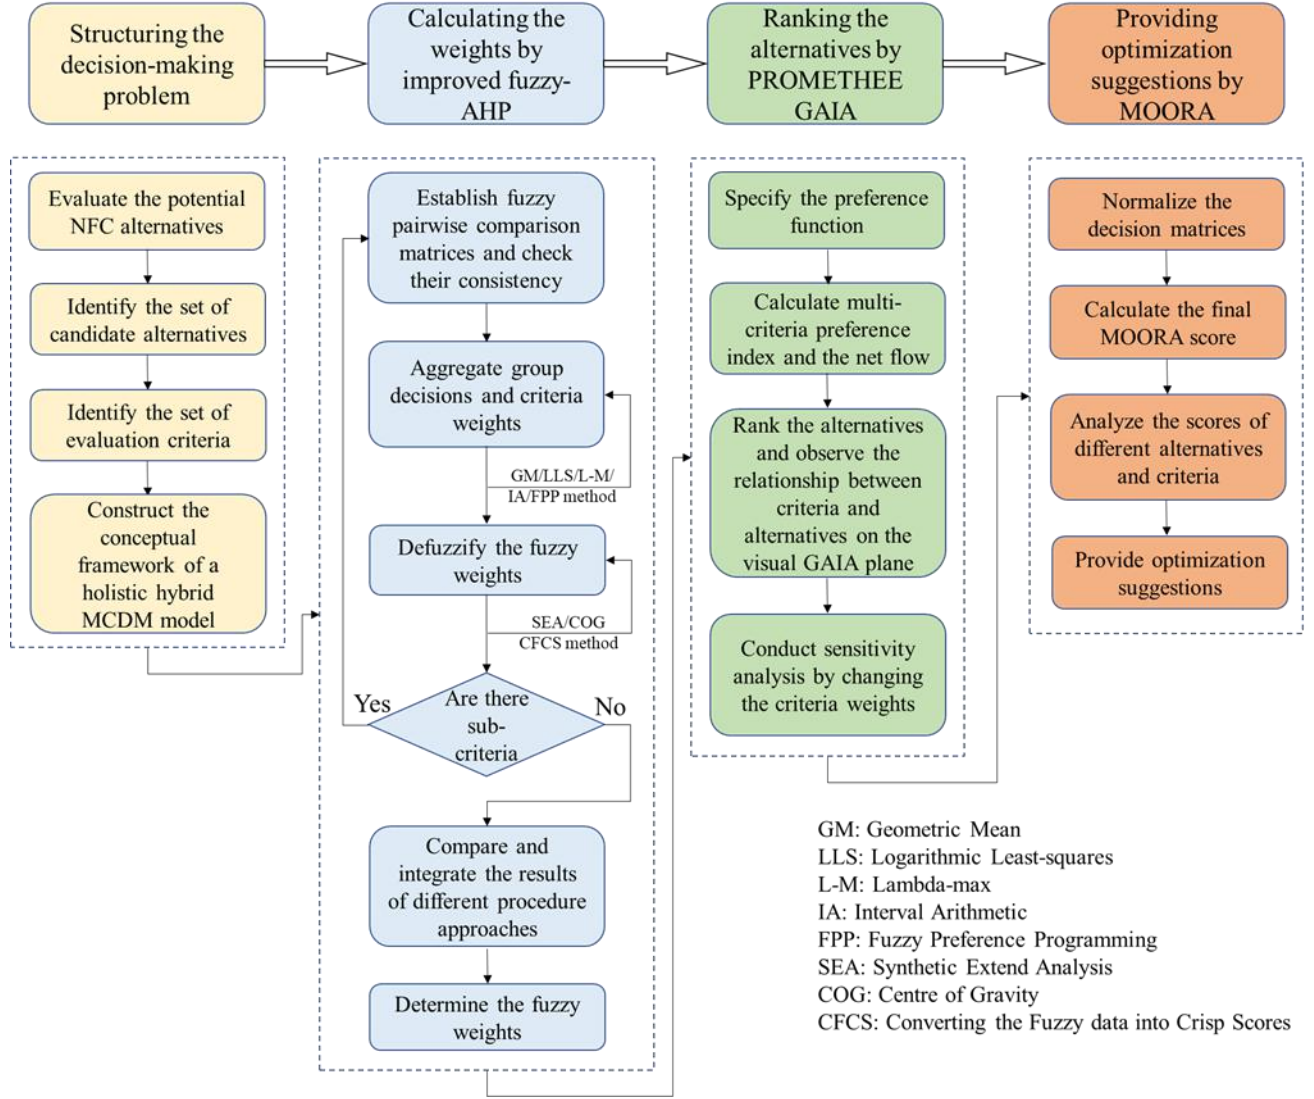 Structuring the
decision-making
problem
Calculating the
weights by
improved fuzzy-
AHP
Ranking the
alternatives by
PROMETHEE
GAIA
Providing
optimization
suggestions by
MOORA
Evaluate the potential
NFC alternatives
Identify the set of
candidate alternatives
Identify the set of
evaluation criteria
Construct the
conceptual
framework of a
holistic hybrid
MCDM model
Establish fuzzy
pairwise comparison
matrices and check
their consistency
Aggregate group
decisions and criteria
weights
GM/LLS/L-M/
IA/FPP method
Defuzzify the fuzzy
weights
SEA/COG
CFCS method
Yes
Are there
sub-
criteria
No
Compare and
integrate the results
of different procedure
approaches
Determine the fuzzy
weights
Specify the preference
function
Calculate multi-
criteria preference
index and the net flow
Rank the alternatives
and observe the
relationship between
criteria and
alternatives on the
visual GAIA plane
Conduct sensitivity
analysis by changing
the criteria weights
Normalize the
decision matrices
Calculate the final
MOORA score
Analyze the scores of
different alternatives
and criteria
Provide optimization
suggestions
GM: Geometric Mean
LLS: Logarithmic Least-squares
L-M: Lambda-max
IA: Interval Arithmetic
FPP: Fuzzy Preference Programming
SEA: Synthetic Extend Analysis
COG: Centre of Gravity
CFCS: Converting the Fuzzy data into Crisp Scores